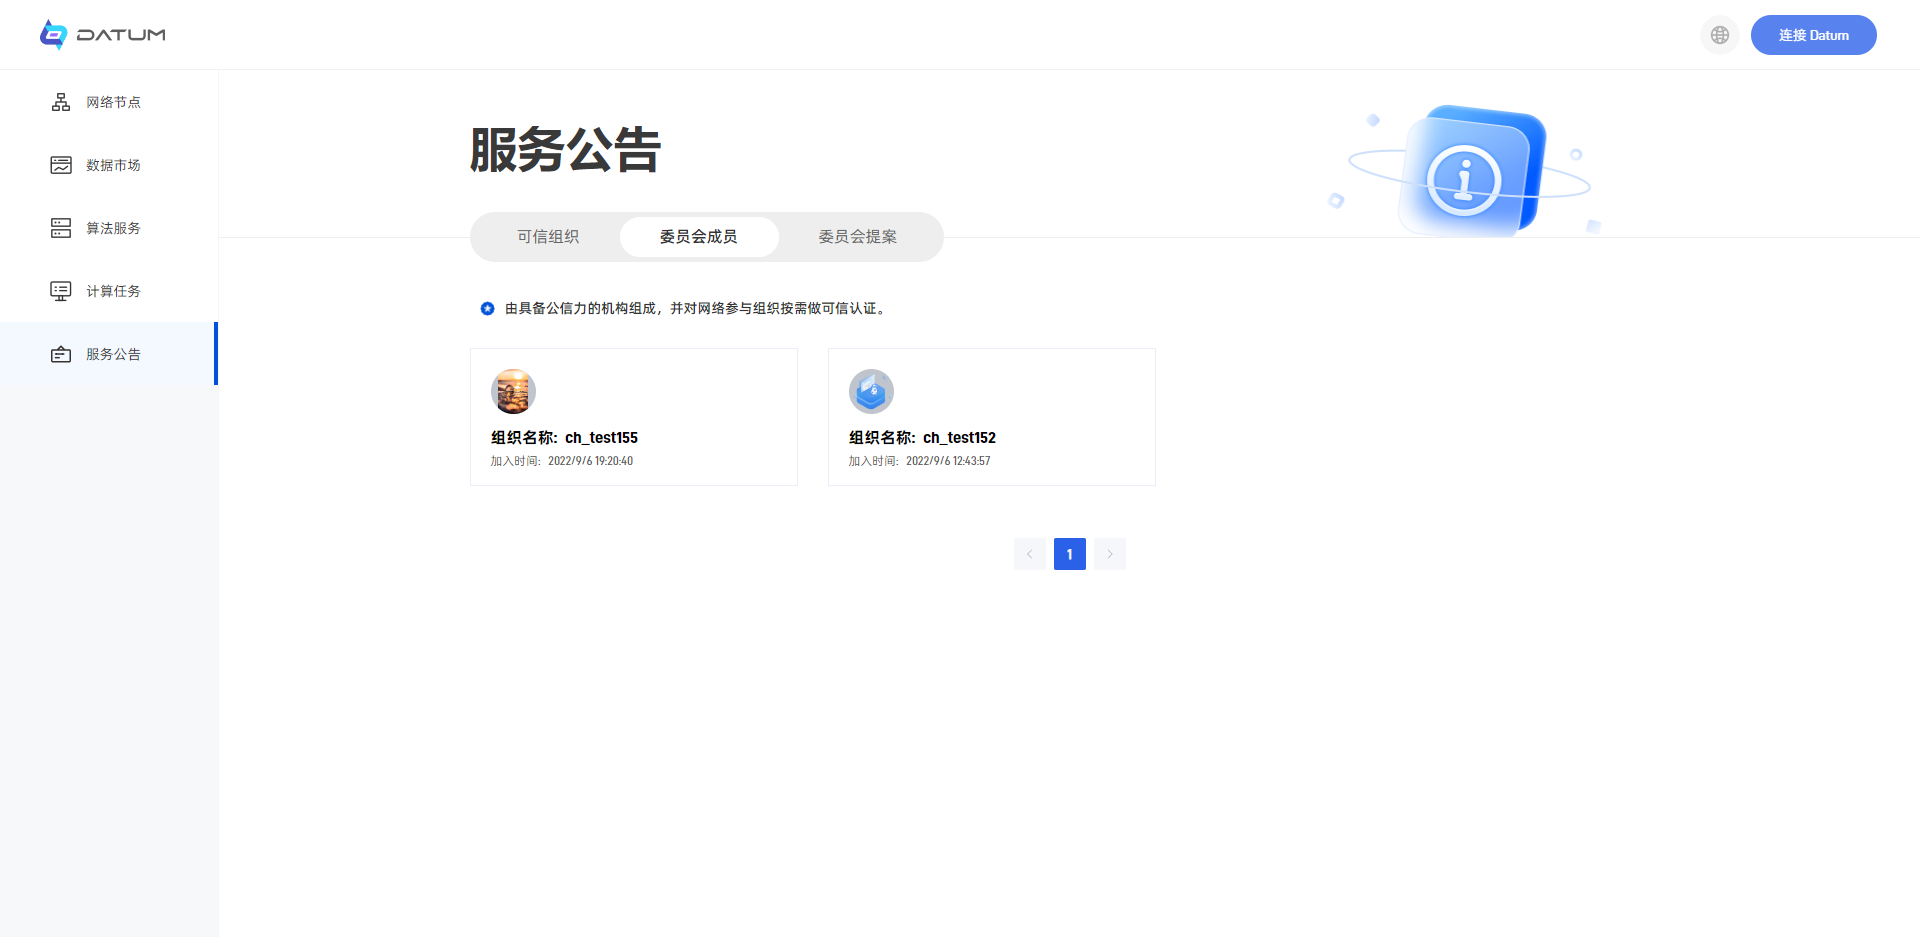 DATUM
连接 Datum
网络节点
数据市场
算法服务
计算任务
服务公告
服务公告
可信组织
委员会成员
委员会提案
由具备公信力的机构组成，并对网络参与组织按需做可信认证。
组织名称: ch_test155
加入时间: 2022/9/6 19:20:40
组织名称: ch_test152
加入时间: 2022/9/6 12:43:57
1